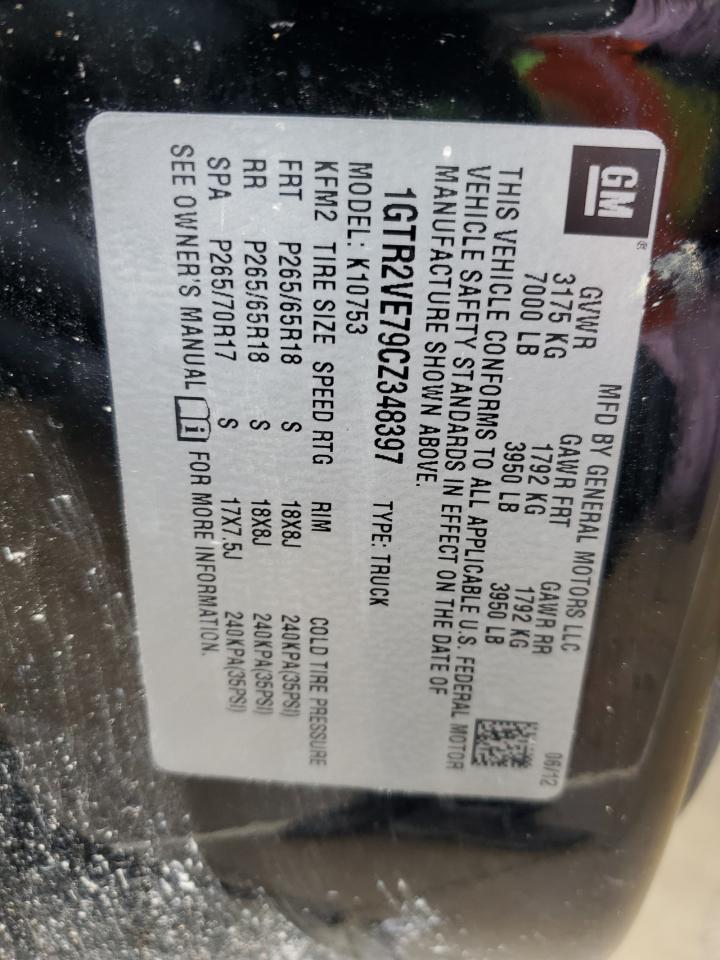 GM®
MFD BY GENERAL MOTORS LLC 06/12
GVWR GAWR FRT GAWR RR
3175 KG 1792 KG 1792 KG
7000 LB 3950 LB 3950 LB
THIS VEHICLE CONFORMS TO ALL APPLICABLE U.S. FEDERAL MOTOR
VEHICLE SAFETY STANDARDS IN EFFECT ON THE DATE OF
MANUFACTURE SHOWN ABOVE.
1GTR2VE79CZ348397 TYPE: TRUCK
MODEL: K10753
KFM2 TIRE SIZE SPEED RTG RIM COLD TIRE PRESSURE
FRT P265/65R18 S 18X8J 240KPA(35PSI)
RR P265/65R18 S 18X8J 240KPA(35PSI)
SPA P265/70R17 S 17X7.5J 240KPA(35PSI)
SEE OWNER'S MANUAL FOR MORE INFORMATION.